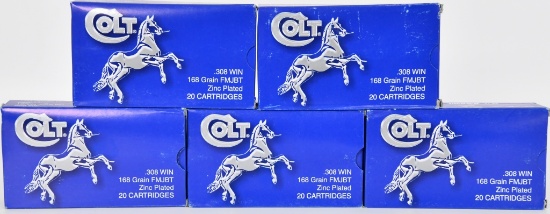 COLT
.308 WIN
168 Grain FMJBT
Zinc Plated
20 CARTRIDGES
COLT
.308 WIN
168 Grain FMJBT
Zinc Plated
20 CARTRIDGES
COLT
.308 WIN
168 Grain FMJBT
Zinc Plated
20 CARTRIDGES
COLT
.308 WIN
168 Grain FMJBT
Zinc Plated
20 CARTRIDGES
COLT
.308 WIN
168 Grain FMJBT
Zinc Plated
20 CARTRIDGES